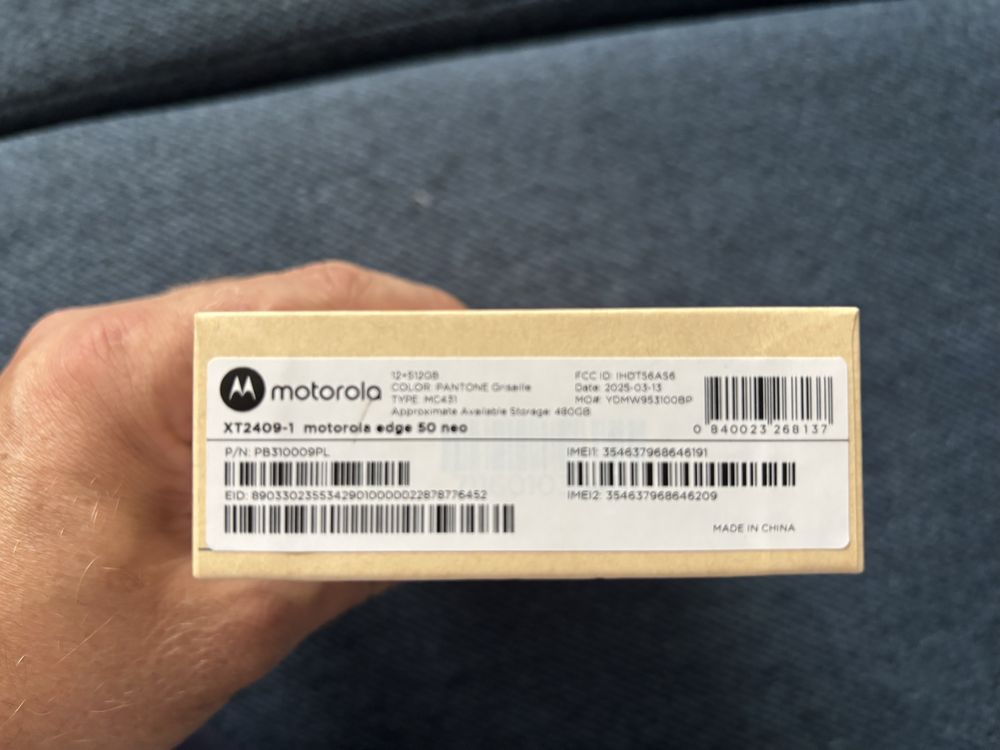 motorola
12+512GB
COLOR: PANTONE Grisaille
TYPE: MC431
Approximate Available Storage: 480GB
FCC ID: IHDT56AS6
Date: 2025-03-13
MO#: YDMW953100BP
0 840023 268137
XT2409-1 motorola edge 50 neo
P/N: PB310009PL
EID: 89033023553429010000022878776452
IMEI1: 354637968646191
IMEI2: 354637968646209
MADE IN CHINA